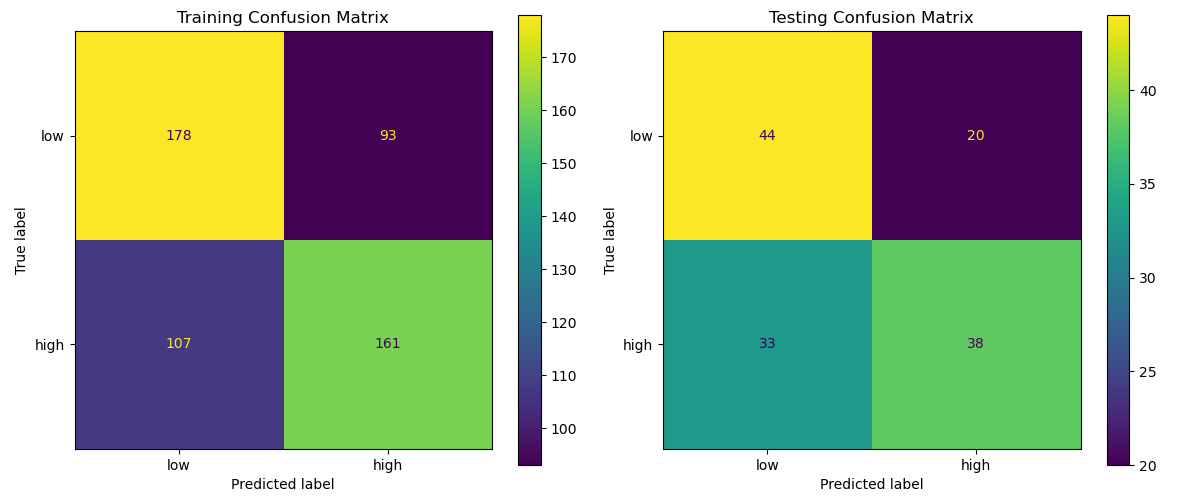 Training Confusion Matrix
True label
low
high
178
93
107
161
low
high
Predicted label
170
160
150
140
130
120
110
100
Testing Confusion Matrix
True label
low
high
44
20
33
38
low
high
Predicted label
40
35
30
25
20